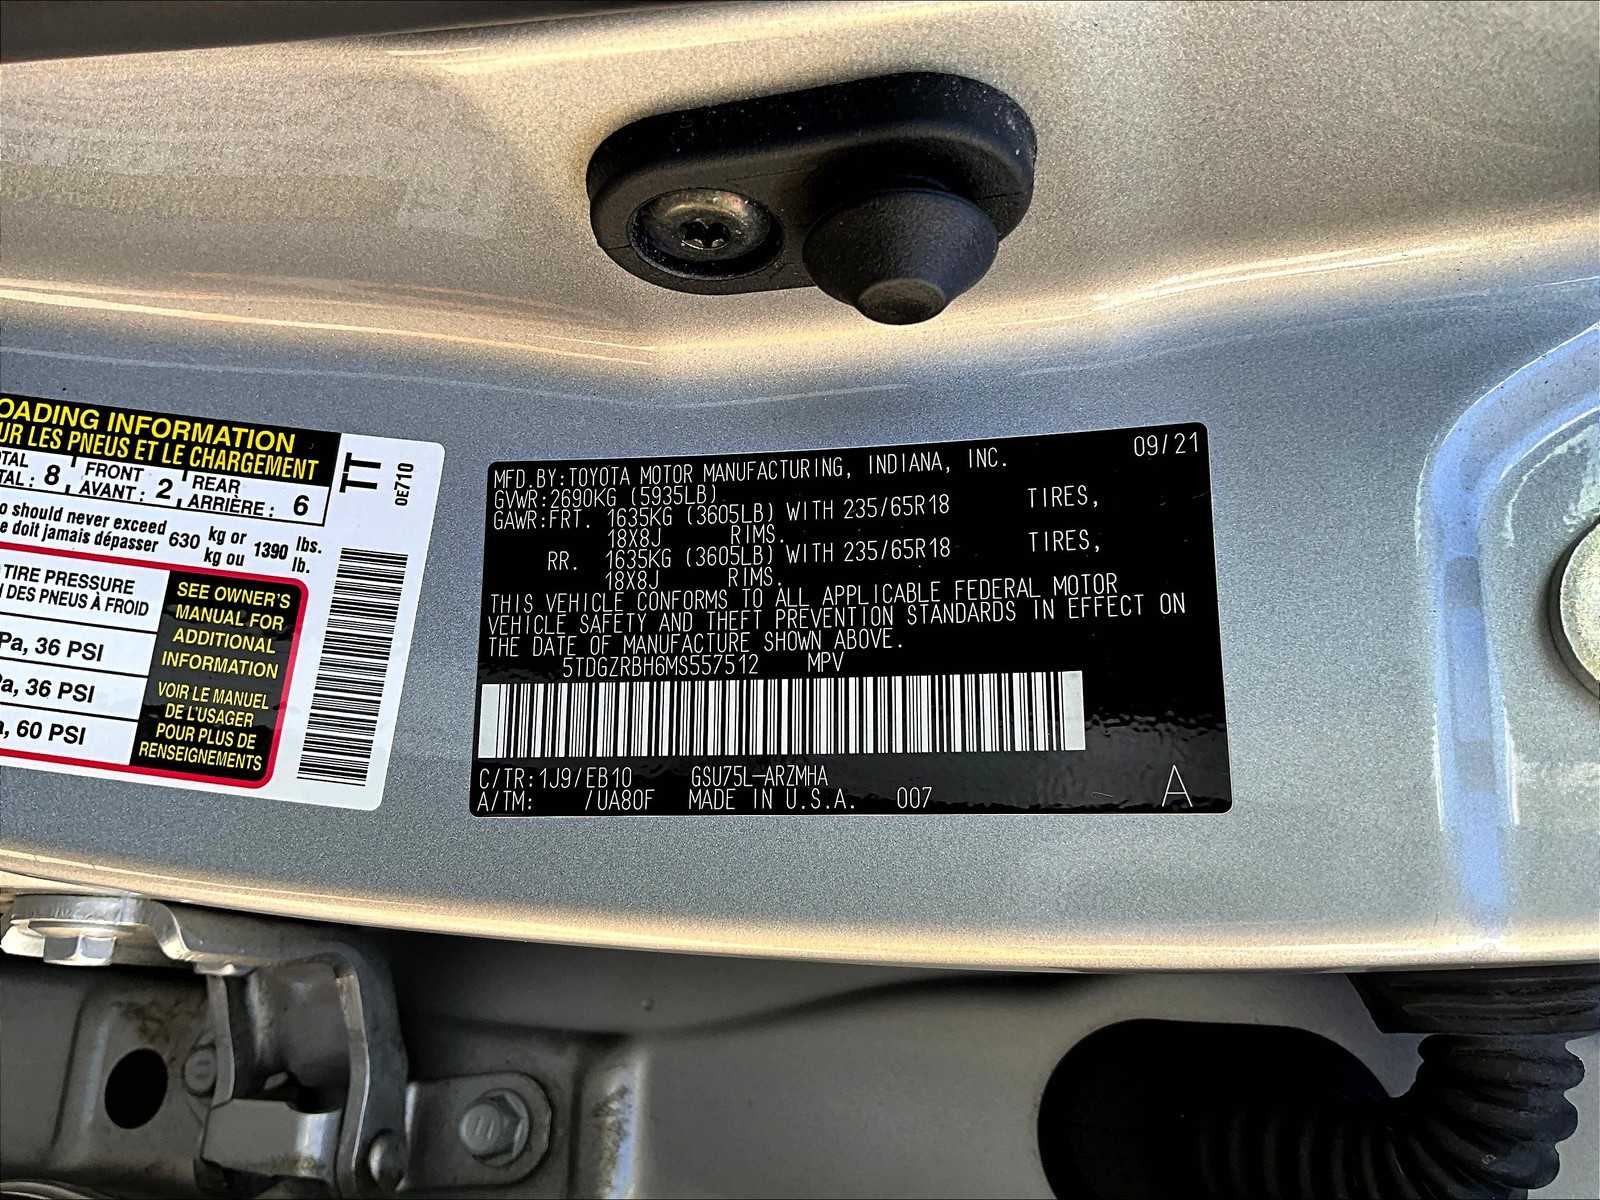 OADING INFORMATION
UR LES PNEUS ET LE CHARGEMENT
TAL : 8 FRONT AVANT : 2 REAR ARRIÈRE : 6
o should never exceed
e doit jamais dépasser 630 kg or kg ou 1390 lbs. lb.
TIRE PRESSURE
DES PNEUS À FROID
Pa, 36 PSI
a, 36 PSI
a, 60 PSI
SEE OWNER'S
MANUAL FOR
ADDITIONAL
INFORMATION
VOIR LE MANUEL
DE L'USAGER
POUR PLUS DE
RENSEIGNEMENTS
TT
0E710
MFD.BY:TOYOTA MOTOR MANUFACTURING, INDIANA, INC. 09/21
GVWR:2690KG (5935LB)
GAWR:FRT. 1635KG (3605LB) WITH 235/65R18 TIRES,
18X8J RIMS.
RR. 1635KG (3605LB) WITH 235/65R18 TIRES,
18X8J RIMS.
THIS VEHICLE CONFORMS TO ALL APPLICABLE FEDERAL MOTOR
VEHICLE SAFETY AND THEFT PREVENTION STANDARDS IN EFFECT ON
THE DATE OF MANUFACTURE SHOWN ABOVE.
5TDGZRBH6MS557512 MPV
C/TR:1J9/EB10 GSU75L-ARZMHA
A/TM: /UA80F MADE IN U.S.A. 007 A